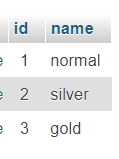 id name
e 1 normal
e 2 silver
e 3 gold